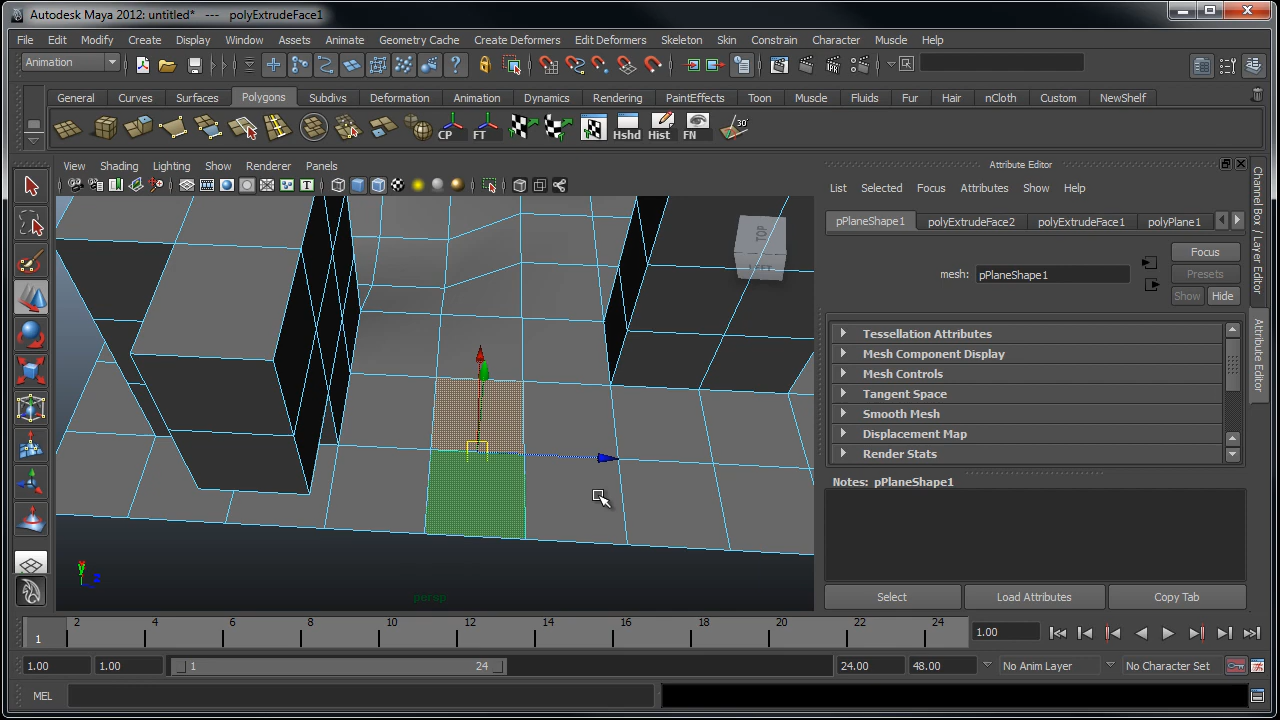 Autodesk Maya 2012: untitled* --- polyExtrudeFace1
File Edit Modify Create Display Window Assets Animate Geometry Cache Create Deformers Edit Deformers Skeleton Skin Constrain Character Muscle Help
Animation
General Curves Surfaces Polygons Subdivs Deformation Animation Dynamics Rendering PaintEffects Toon Muscle Fluids Fur Hair nCloth Custom NewShelf
CP FT Hshd Hist FN 30
View Shading Lighting Show Renderer Panels
Attribute Editor
List Selected Focus Attributes Show Help
pPlaneShape1 polyExtrudeFace2 polyExtrudeFace1 polyPlane1
mesh: pPlaneShape1
Focus
Presets
Show Hide
Tessellation Attributes
Mesh Component Display
Mesh Controls
Tangent Space
Smooth Mesh
Displacement Map
Render Stats
Notes: pPlaneShape1
Select Load Attributes Copy Tab
Channel Box / Layer Editor
Attribute Editor
TOP
LEFT
y
z
persp
1 2 4 6 8 10 12 14 16 18 20 22 24 1.00
1.00 1.00 1 24 24.00 48.00 No Anim Layer No Character Set
MEL